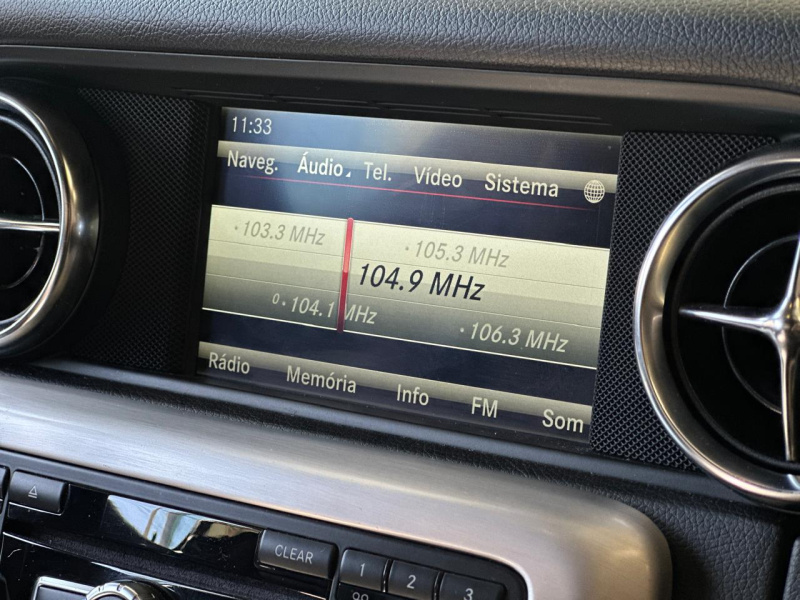 11:33
Naveg. Áudio Tel. Vídeo Sistema
103.3 MHz 105.3 MHz
104.9 MHz
0 104.1 MHz 106.3 MHz
Rádio Memória Info FM Som
CLEAR 1 2 3